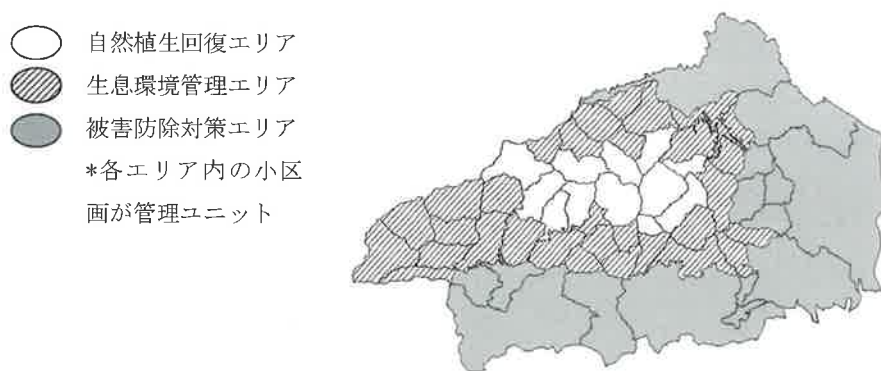 自然植生回復エリア
生息環境管理エリア
被害防除対策エリア
*各エリア内の小区
画が管理ユニット